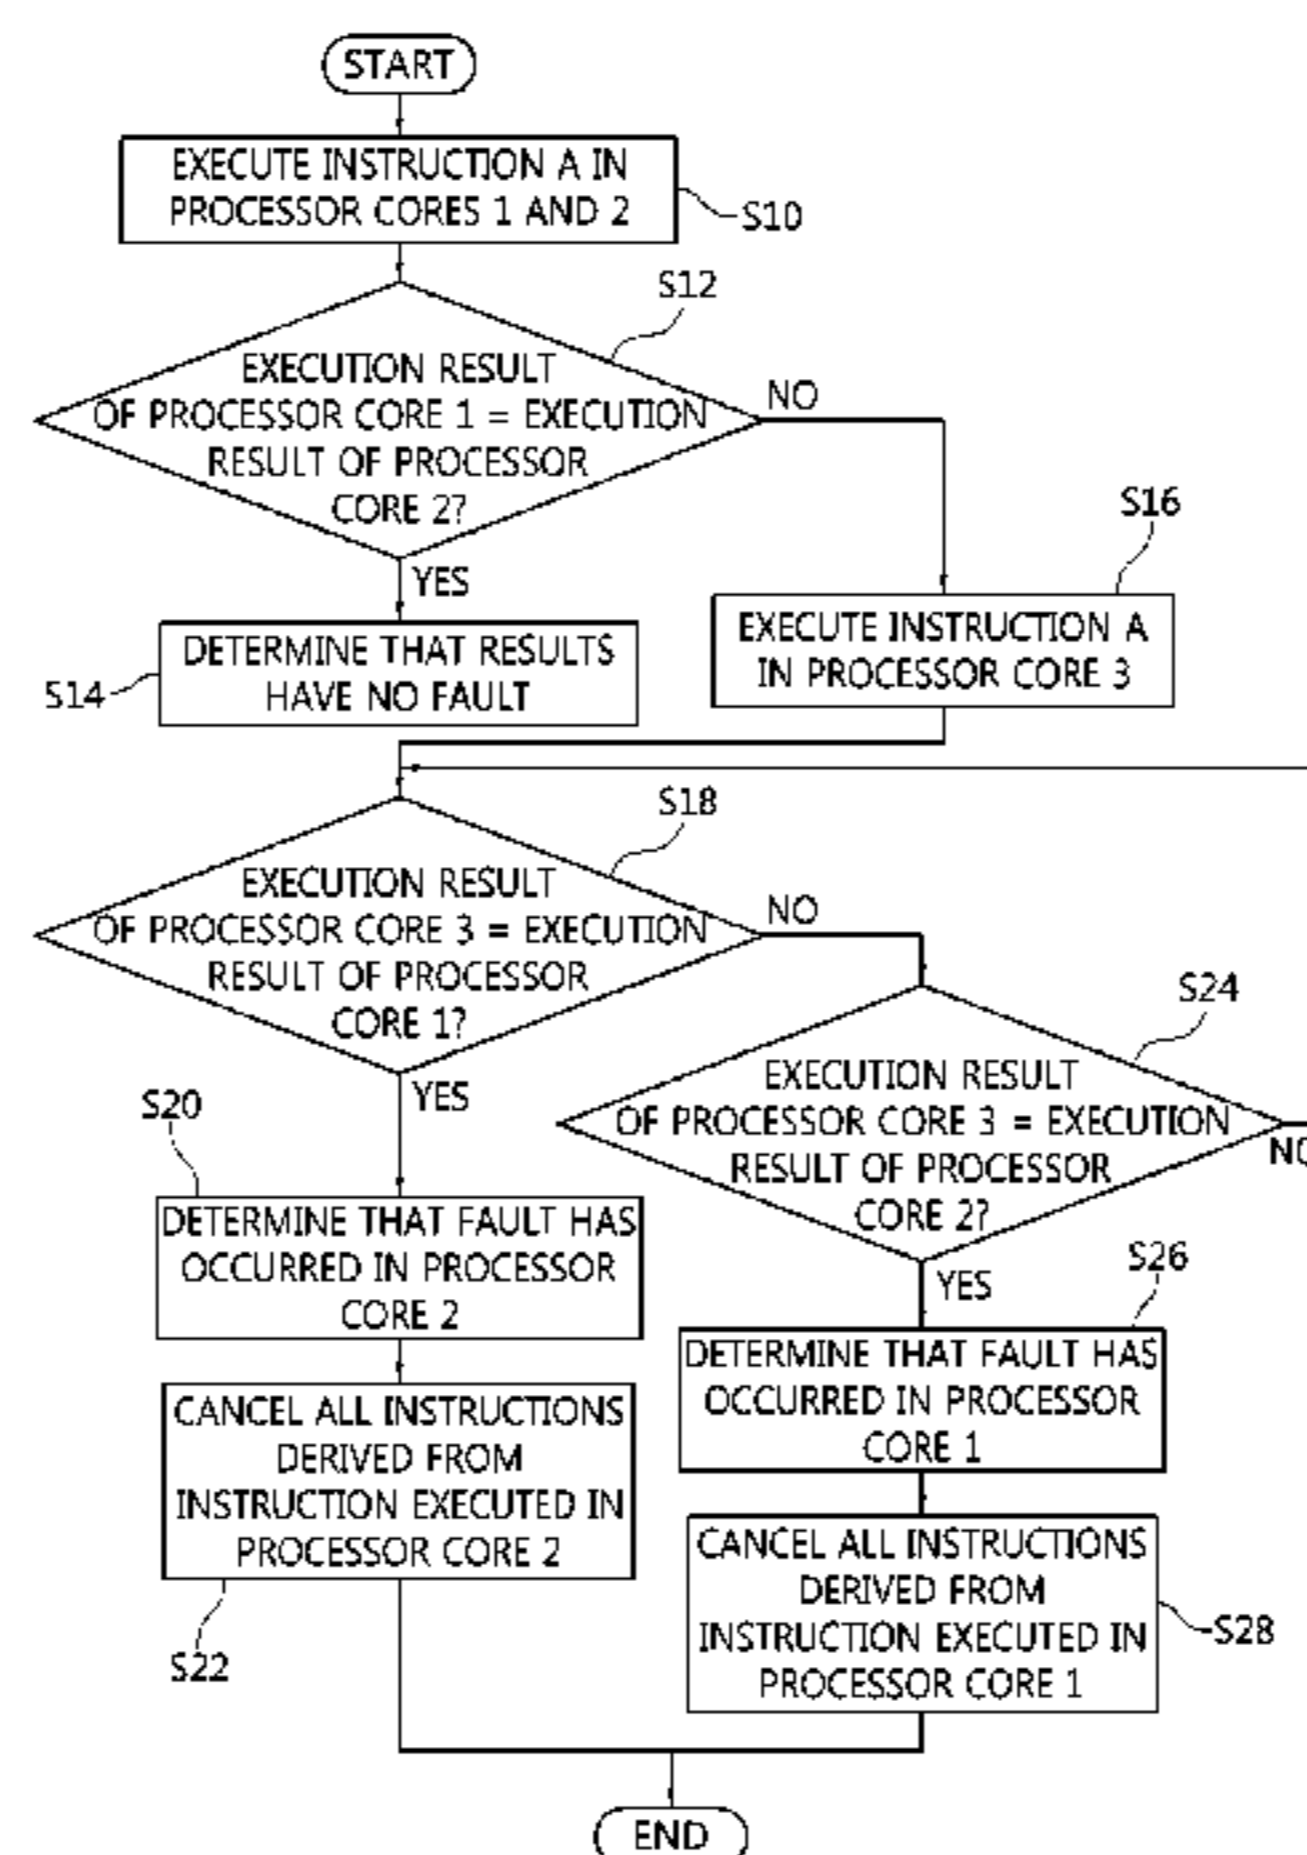 START
EXECUTE INSTRUCTION A IN
PROCESSOR CORES 1 AND 2
S10
S12
EXECUTION RESULT
OF PROCESSOR CORE 1 = EXECUTION
RESULT OF PROCESSOR
CORE 2?
NO
YES
S14
DETERMINE THAT RESULTS
HAVE NO FAULT
S16
EXECUTE INSTRUCTION A
IN PROCESSOR CORE 3
S18
EXECUTION RESULT
OF PROCESSOR CORE 3 = EXECUTION
RESULT OF PROCESSOR
CORE 1?
NO
YES
S20
DETERMINE THAT FAULT HAS
OCCURRED IN PROCESSOR
CORE 2
CANCEL ALL INSTRUCTIONS
DERIVED FROM
INSTRUCTION EXECUTED IN
PROCESSOR CORE 2
S22
S24
EXECUTION RESULT
OF PROCESSOR CORE 3 = EXECUTION
RESULT OF PROCESSOR
CORE 2?
NO
YES
S26
DETERMINE THAT FAULT HAS
OCCURRED IN PROCESSOR
CORE 1
CANCEL ALL INSTRUCTIONS
DERIVED FROM
INSTRUCTION EXECUTED IN
PROCESSOR CORE 1
S28
END